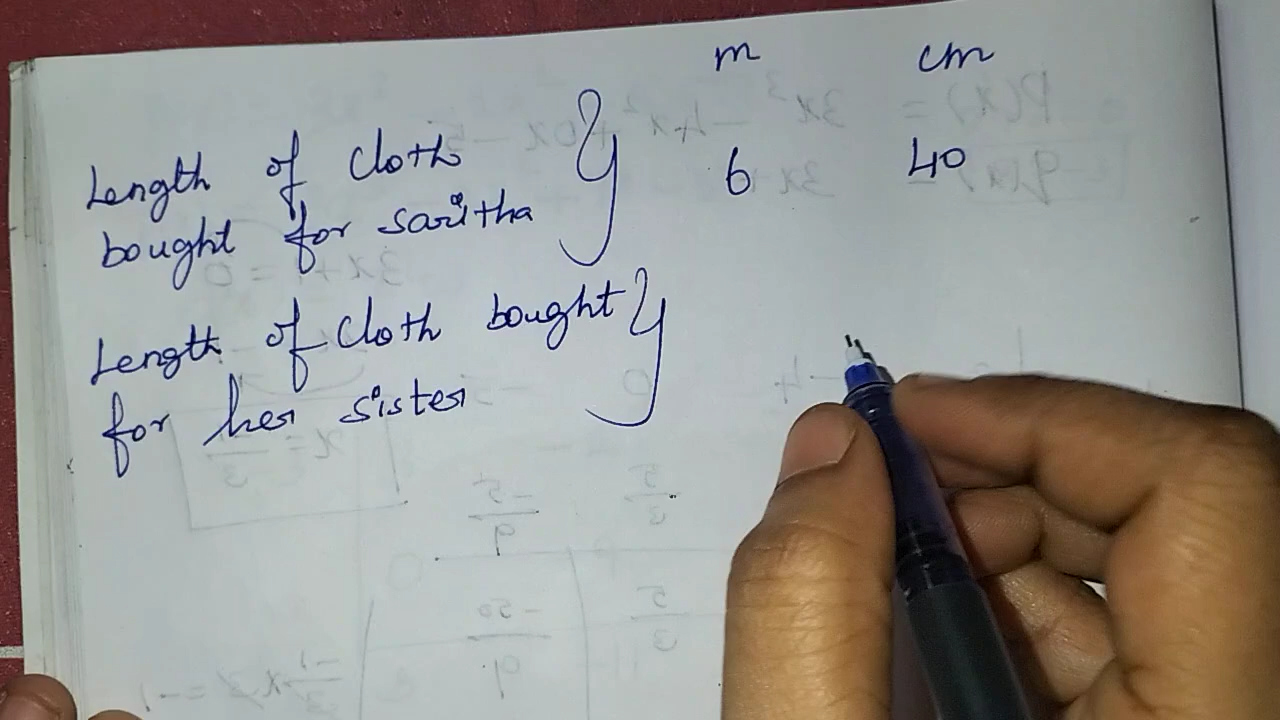 m cm
Length of cloth
bought for saritha } 6 40
Length of cloth bought
for her sister }